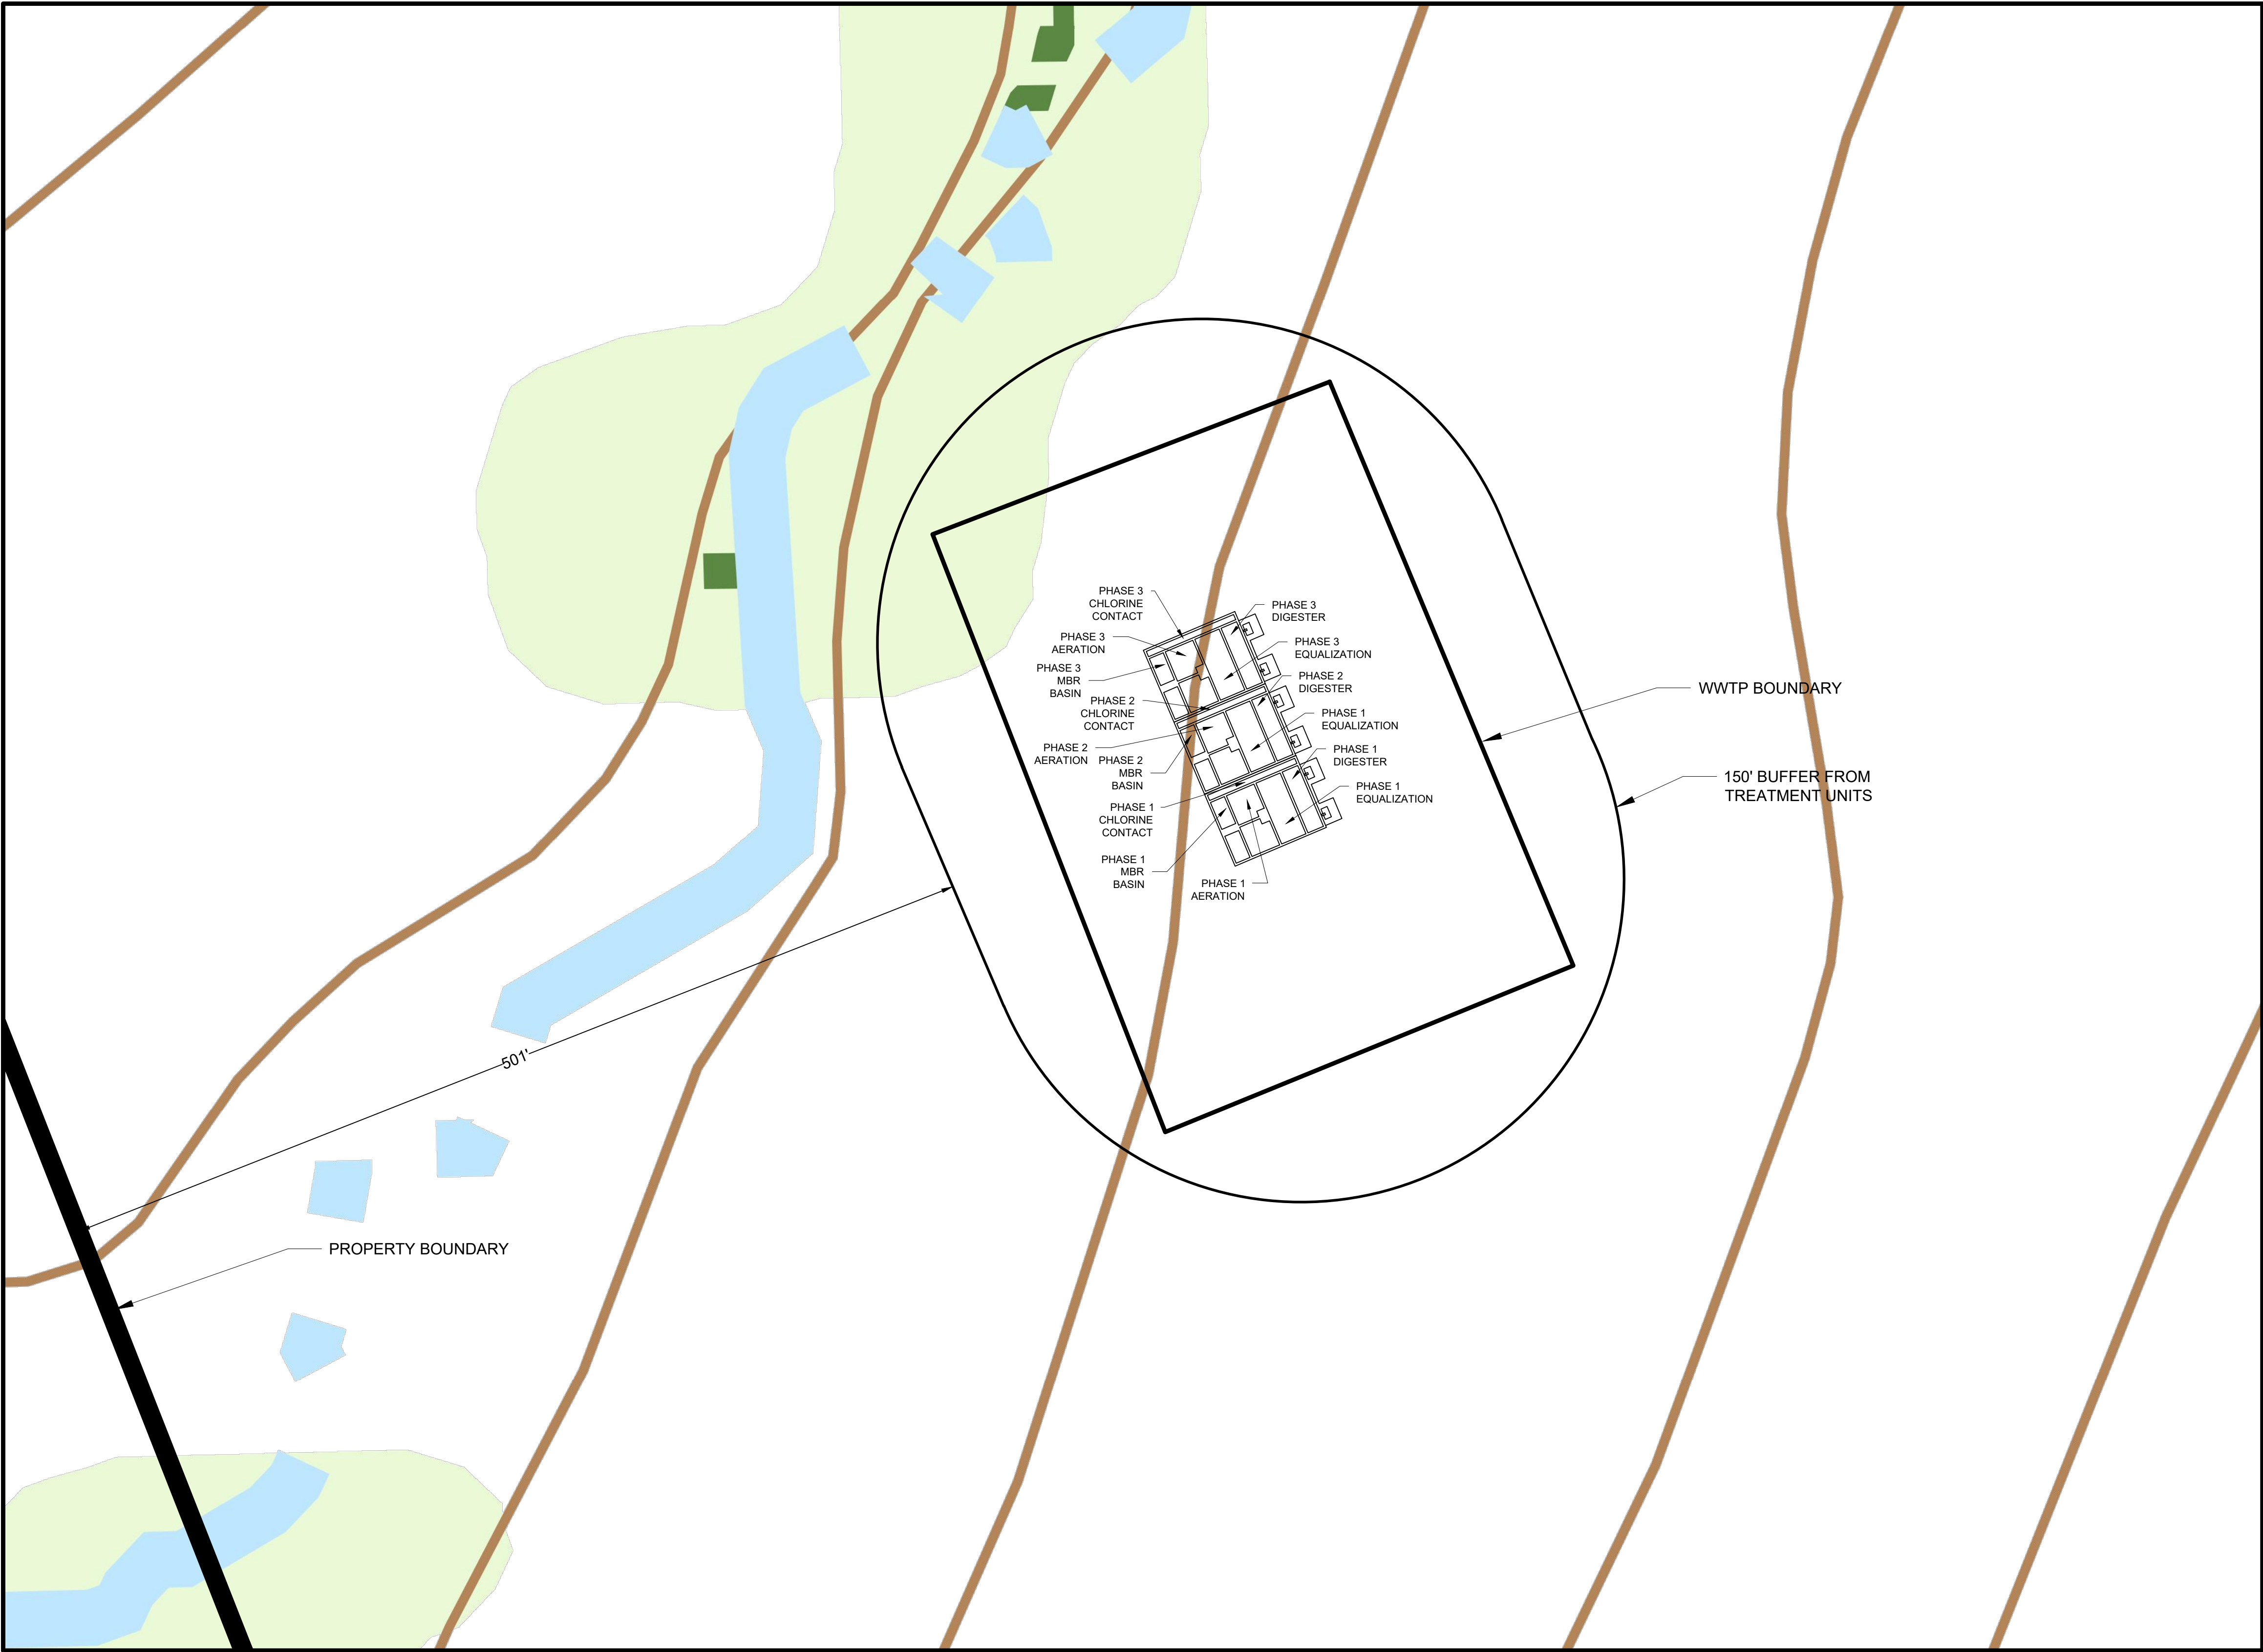 PHASE 3
CHLORINE
CONTACT
PHASE 3
DIGESTER
PHASE 3
AERATION
PHASE 3
EQUALIZATION
PHASE 3
MBR
BASIN
PHASE 2
DIGESTER
PHASE 2
CHLORINE
CONTACT
PHASE 1
EQUALIZATION
PHASE 2
AERATION
PHASE 2
MBR
BASIN
PHASE 1
DIGESTER
PHASE 1
EQUALIZATION
PHASE 1
CHLORINE
CONTACT
PHASE 1
MBR
BASIN
PHASE 1
AERATION
WWTP BOUNDARY
150' BUFFER FROM
TREATMENT UNITS
501'
PROPERTY BOUNDARY